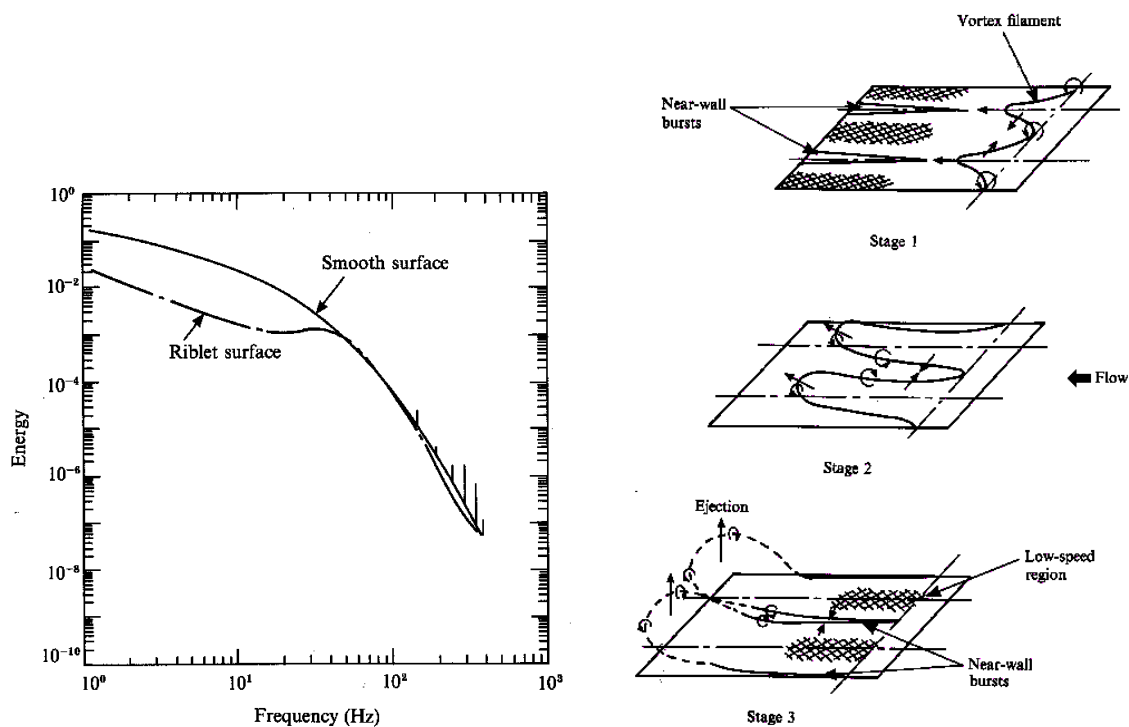 10⁰
10⁻²
10⁻⁴
10⁻⁶
10⁻⁸
10⁻¹⁰
Energy
Smooth surface
Riblet surface
10⁰
10¹
10²
10³
Frequency (Hz)
Vortex filament
Near-wall
bursts
Stage 1
Flow
Stage 2
Ejection
Low-speed
region
Near-wall
bursts
Stage 3